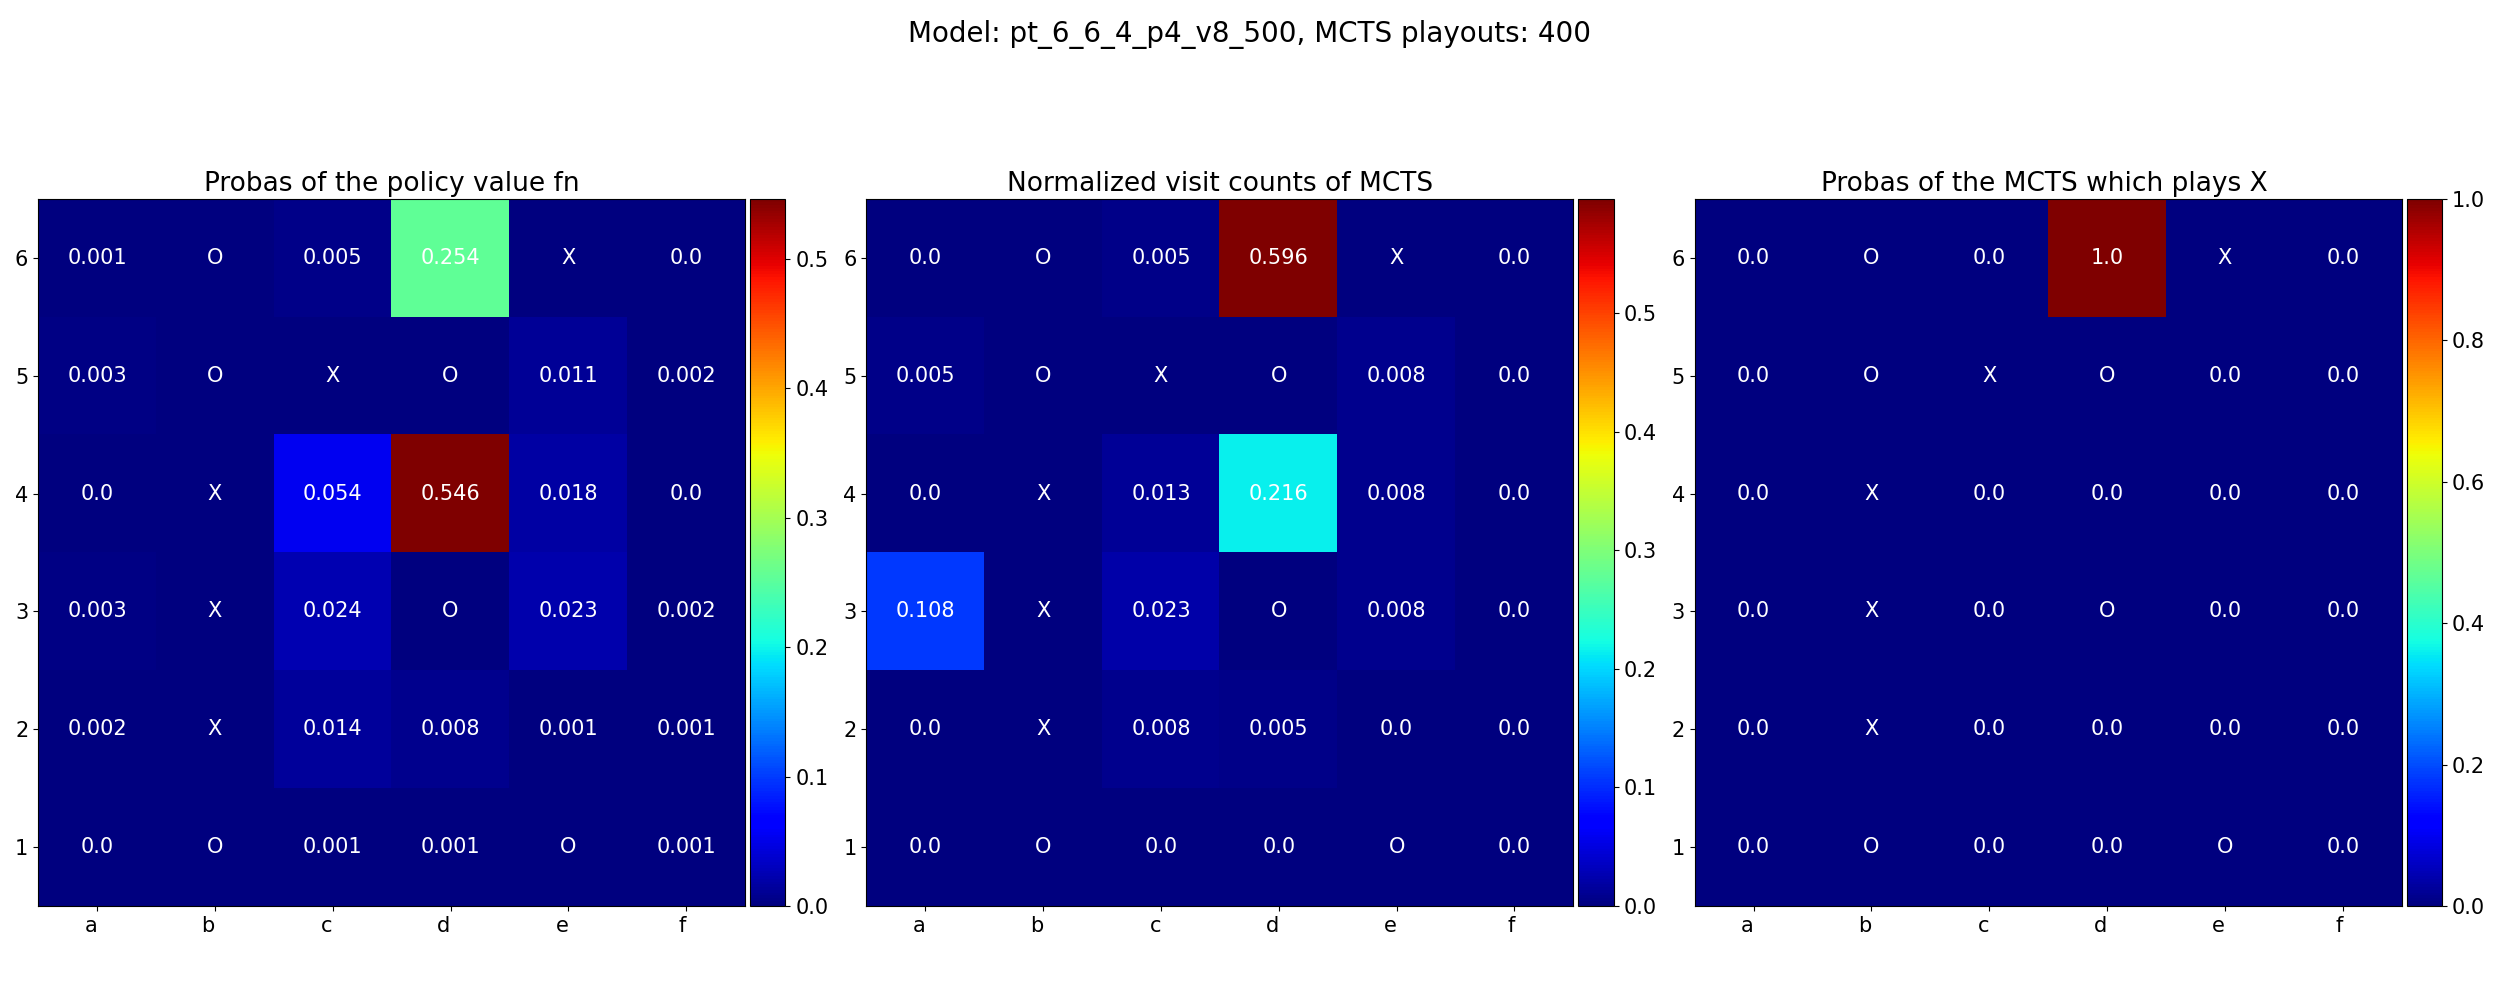 Model: pt_6_6_4_p4_v8_500, MCTS playouts: 400
Probas of the policy value fn
6 0.001 O 0.005 0.254 X 0.0
5 0.003 O X O 0.011 0.002
4 0.0 X 0.054 0.546 0.018 0.0
3 0.003 X 0.024 O 0.023 0.002
2 0.002 X 0.014 0.008 0.001 0.001
1 0.0 O 0.001 0.001 O 0.001
a b c d e f
0.5
0.4
0.3
0.2
0.1
0.0
Normalized visit counts of MCTS
6 0.0 O 0.005 0.596 X 0.0
5 0.005 O X O 0.008 0.0
4 0.0 X 0.013 0.216 0.008 0.0
3 0.108 X 0.023 O 0.008 0.0
2 0.0 X 0.008 0.005 0.0 0.0
1 0.0 O 0.0 0.0 O 0.0
a b c d e f
0.5
0.4
0.3
0.2
0.1
0.0
Probas of the MCTS which plays X
6 0.0 O 0.0 1.0 X 0.0
5 0.0 O X O 0.0 0.0
4 0.0 X 0.0 0.0 0.0 0.0
3 0.0 X 0.0 O 0.0 0.0
2 0.0 X 0.0 0.0 0.0 0.0
1 0.0 O 0.0 0.0 O 0.0
a b c d e f
1.0
0.8
0.6
0.4
0.2
0.0